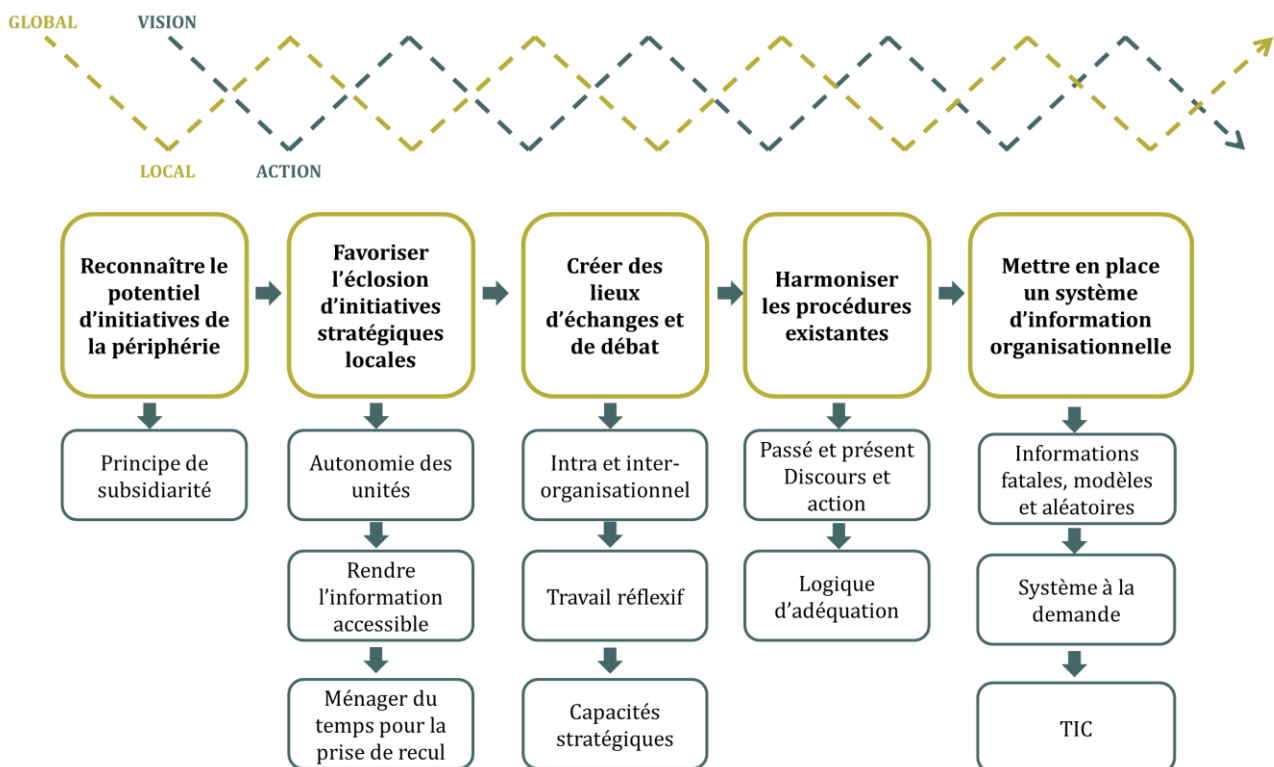 GLOBAL
VISION
LOCAL
ACTION
Reconnaître le
potentiel
d'initiatives de
la périphérie
Favoriser
l'éclosion
d'initiatives
stratégiques
locales
Créer des
lieux
d'échanges et
de débat
Harmoniser
les procédures
existantes
Mettre en place
un système
d'information
organisationnelle
Principe de
subsidiarité
Autonomie des
unités
Intra et inter-
organisationnel
Passé et présent
Discours et
action
Informations
fatales, modèles
et aléatoires
Rendre
l'information
accessible
Travail réflexif
Logique
d'adéquation
Système à la
demande
Ménager du
temps pour la
prise de recul
Capacités
stratégiques
TIC